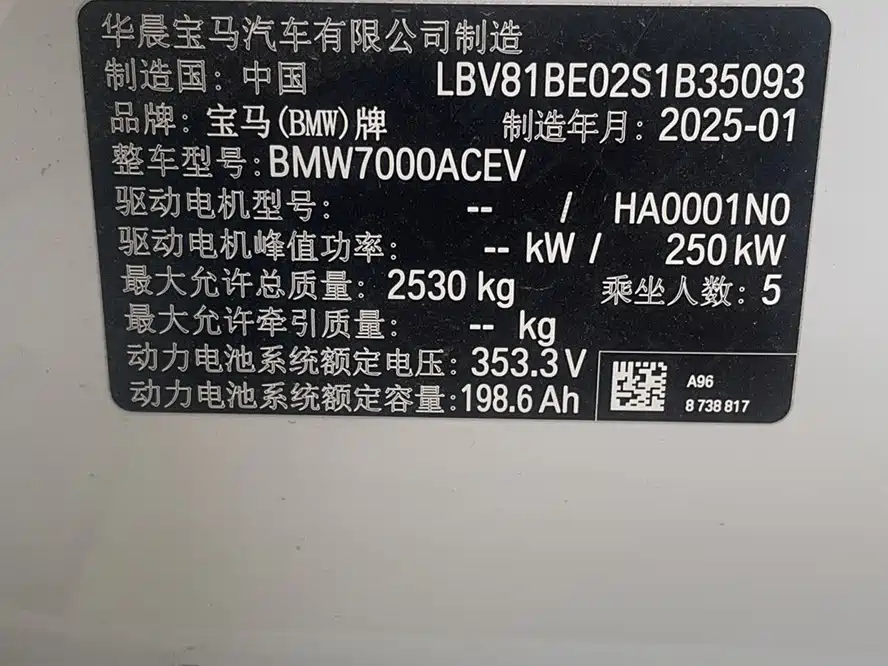 华晨宝马汽车有限公司制造
制造国：中国 LBV81BE02S1B35093
品牌：宝马(BMW)牌 制造年月：2025-01
整车型号：BMW7000ACEV
驱动电机型号： -- / HA0001N0
驱动电机峰值功率： -- kW / 250 kW
最大允许总质量：2530 kg 乘坐人数：5
最大允许牵引质量： -- kg
动力电池系统额定电压：353.3 V
动力电池系统额定容量：198.6 Ah
A96
8 738 817